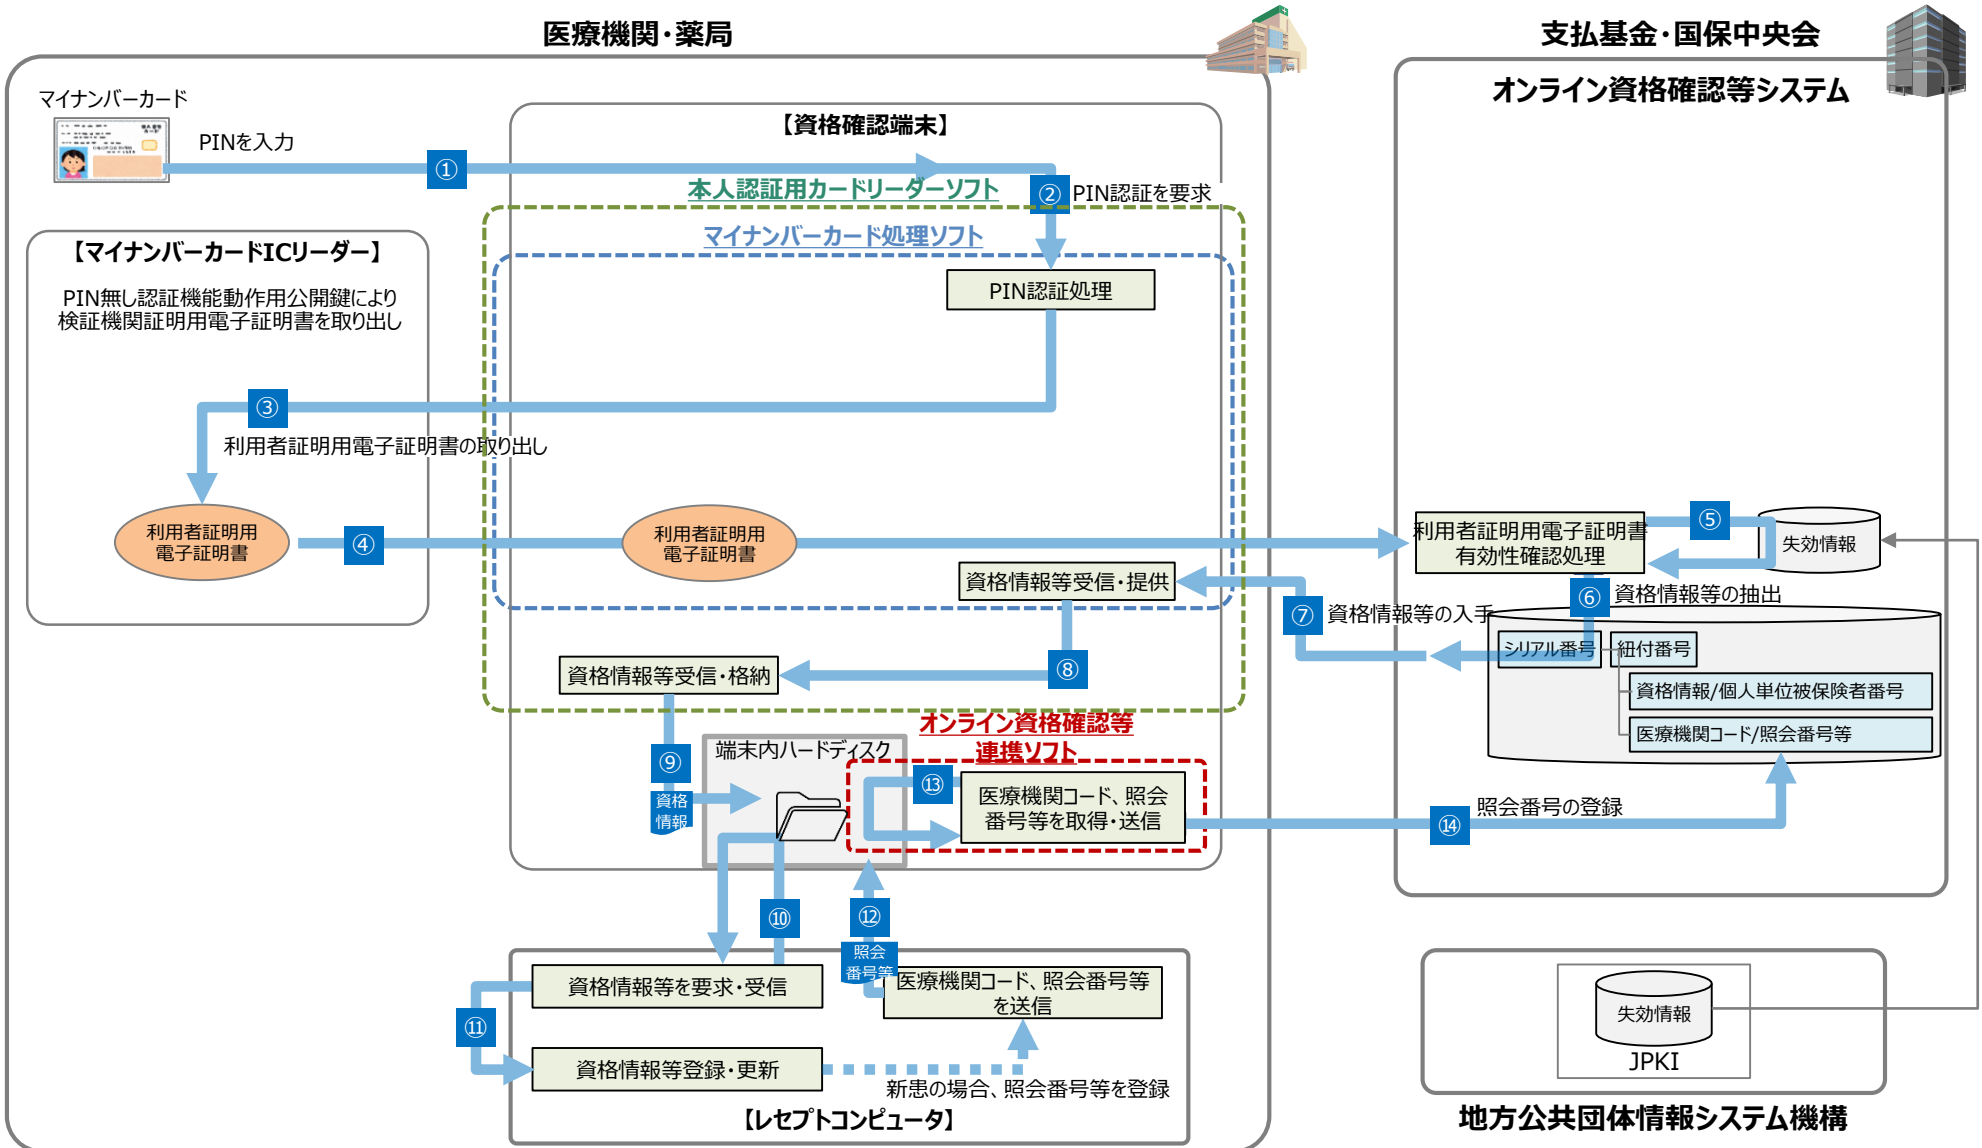 医療機関・薬局
支払基金・国保中央会
オンライン資格確認等システム
マイナンバーカード
PINを入力
①
【資格確認端末】
本人認証用カードリーダーソフト
②
PIN認証を要求
マイナンバーカード処理ソフト
【マイナンバーカードICリーダー】
PIN無し認証機能動作用公開鍵により
検証機関証明用電子証明書を取り出し
PIN認証処理
③
利用者証明用電子証明書の取り出し
利用者証明用
電子証明書
④
利用者証明用
電子証明書
利用者証明用電子証明書
有効性確認処理
⑤
失効情報
資格情報等受信・提供
⑥
資格情報等の抽出
⑦
資格情報等の入手
シリアル番号
紐付番号
資格情報/個人単位被保険者番号
医療機関コード/照会番号等
⑧
資格情報等受信・格納
オンライン資格確認等
連携ソフト
⑨
資格
情報
端末内ハードディスク
⑬
医療機関コード、照会
番号等を取得・送信
⑭
照会番号の登録
⑩
⑫
照会
番号等
資格情報等を要求・受信
医療機関コード、照会番号等
を送信
⑪
資格情報等登録・更新
新患の場合、照会番号等を登録
【レセプトコンピュータ】
失効情報
JPKI
地方公共団体情報システム機構